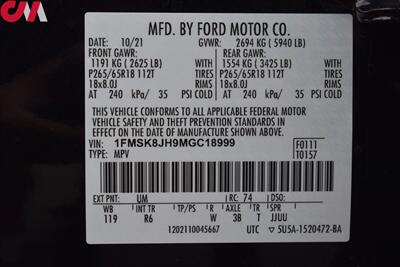 CM
MFD. BY FORD MOTOR CO.
DATE: 10/21 GVWR: 2694 KG ( 5940 LB)
FRONT GAWR: REAR GAWR:
1191 KG ( 2625 LB) 1554 KG ( 3425 LB)
P265/65R18 112T TIRES P265/65R18 112T
18x8.0J RIMS 18x8.0J
AT 240 kPa/ 35 PSI COLD AT 240 kPa/ 35 PSI COLD
THIS VEHICLE CONFORMS TO ALL APPLICABLE FEDERAL MOTOR
VEHICLE SAFETY AND THEFT PREVENTION STANDARDS IN EFFECT
ON THE DATE OF MANUFACTURE SHOWN ABOVE.
VIN: 1FMSK8JH9MGC18999 F0111
TYPE: MPV T0157
EXT PNT: UM RC: 74
WB INT TR TP/PS R AXLE TR SPR
119 R6 W 3B T JJUU
1202110045667 UTC 5U5A-1520472-BA